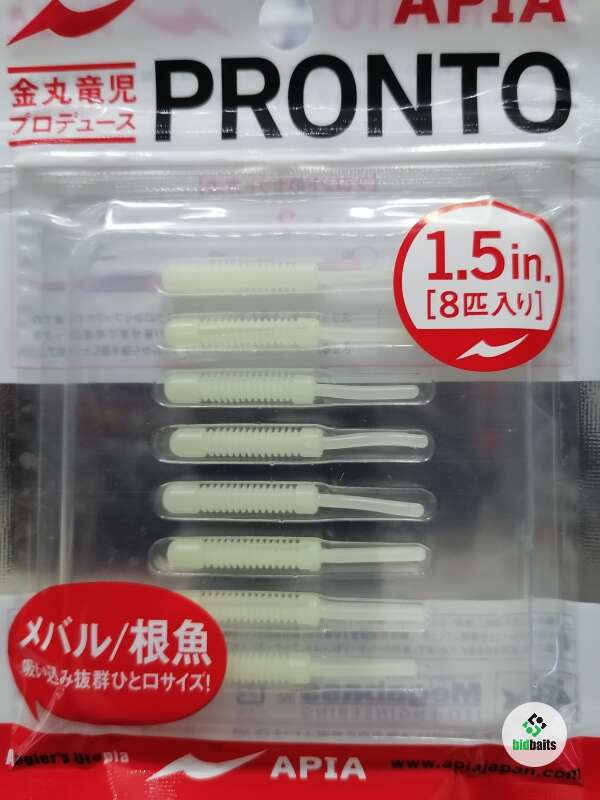 APIA
金丸竜児
プロデュース
PRONTO
1.5in.
[8匹入り]
メバル/根魚
吸い込み抜群ひと口サイズ!
Angler's Utopia
APIA
www.apiajapan.com
bidbaits